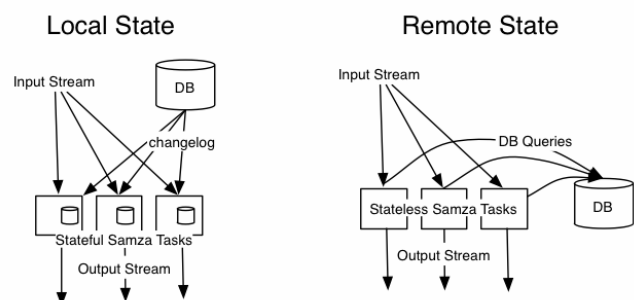 Local State
Input Stream
DB
changelog
Stateful Samza Tasks
Output Stream
Remote State
Input Stream
DB Queries
Stateless Samza Tasks
DB
Output Stream